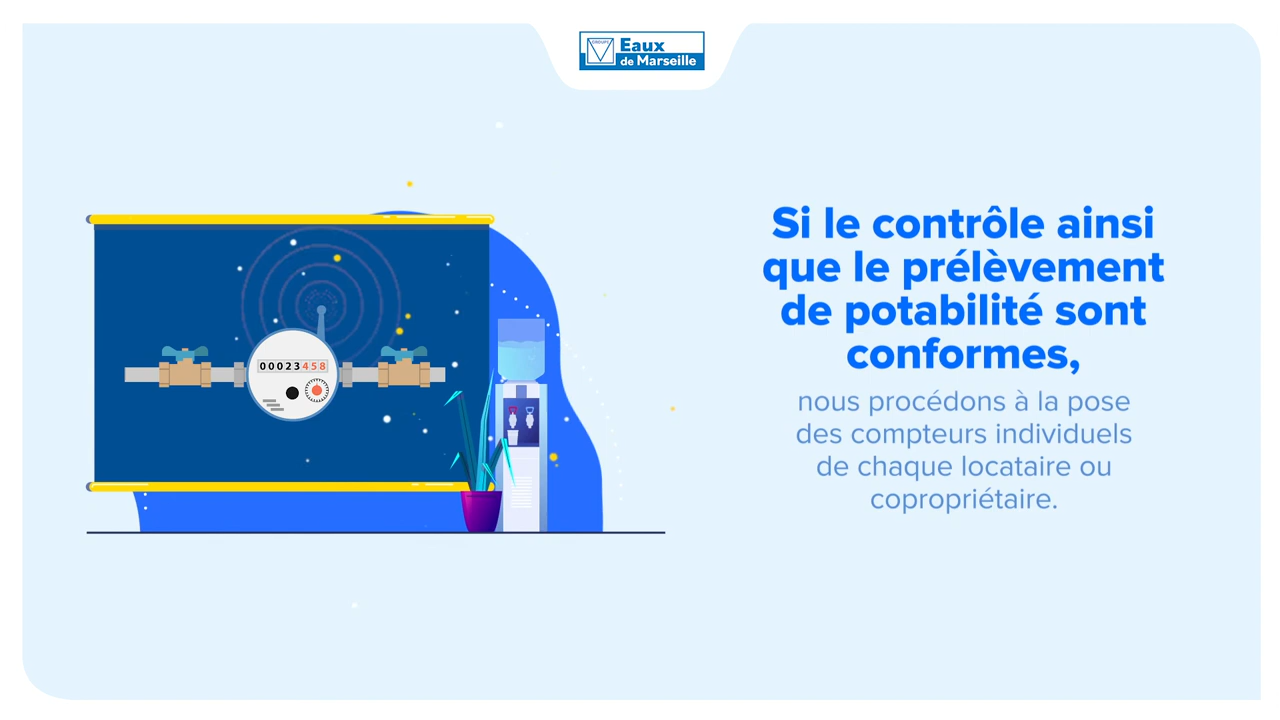 GROUPE
Eaux
de Marseille
Si le contrôle ainsi
que le prélèvement
de potabilité sont
conformes,
nous procédons à la pose
des compteurs individuels
de chaque locataire ou
copropriétaire.
00023458